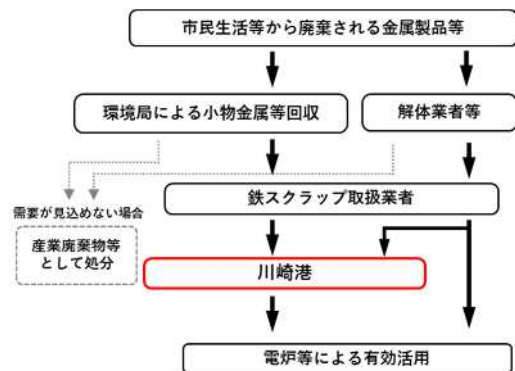 市民生活等から廃棄される金属製品等
環境局による小物金属等回収
解体業者等
鉄スクラップ取扱業者
需要が見込めない場合
産業廃棄物等
として処分
川崎港
電炉等による有効活用